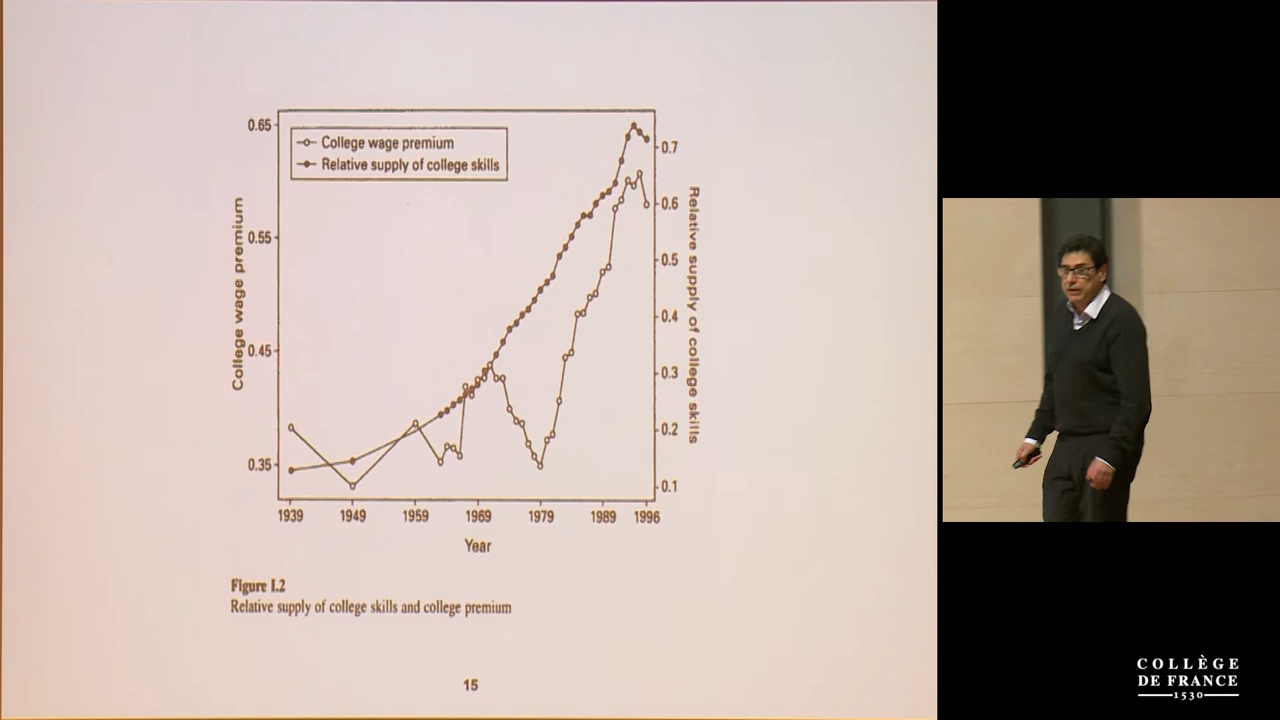 College wage premium
Relative supply of college skills
0.65
0.55
0.45
0.35
College wage premium
0.7
0.6
0.5
0.4
0.3
0.2
0.1
Relative supply of college skills
1939
1949
1959
1969
1979
1989
1996
Year
Figure I.2
Relative supply of college skills and college premium
15
COLLÈGE
DE FRANCE
1530